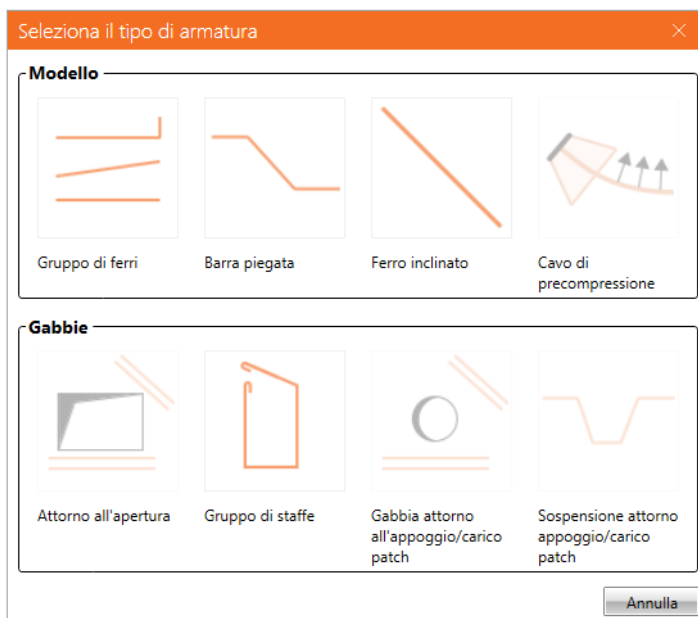 Seleziona il tipo di armatura
Modello
Gruppo di ferri
Barra piegata
Ferro inclinato
Cavo di
precompressione
Gabbie
Attorno all'apertura
Gruppo di staffe
Gabbia attorno
all'appoggio/carico
patch
Sospensione attorno
appoggio/carico
patch
Annulla